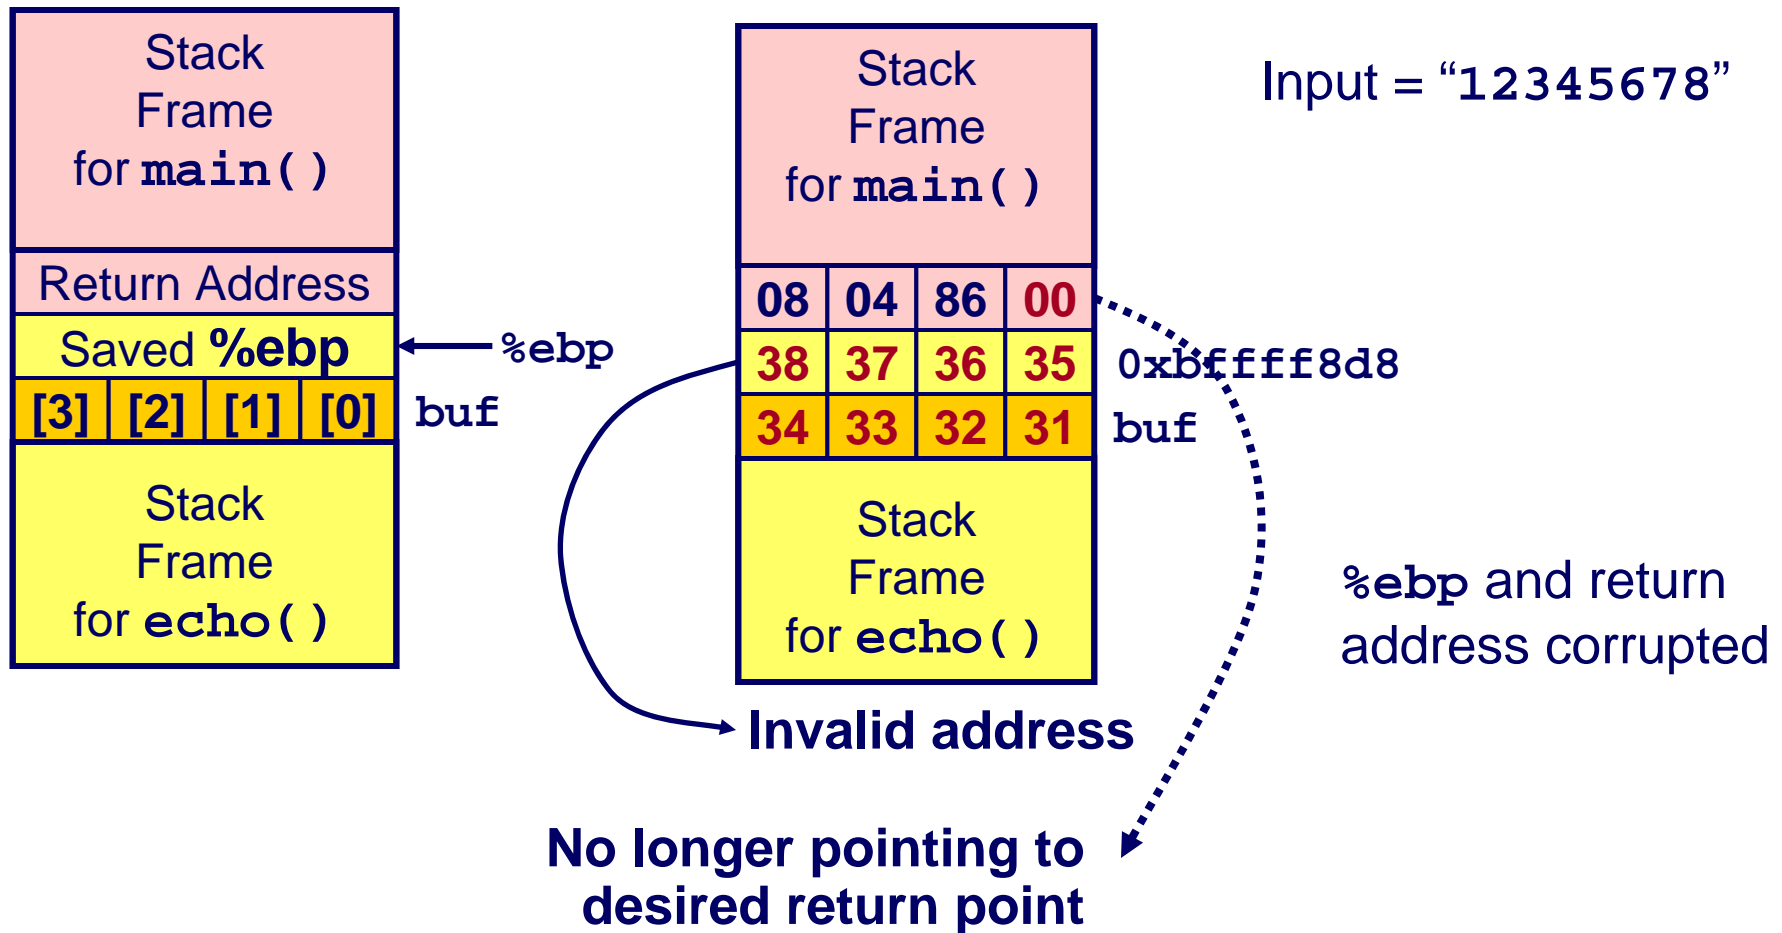 Stack
Frame
for main()
Return Address
Saved %ebp
%ebp
[3] [2] [1] [0]
buf
Stack
Frame
for echo()
Stack
Frame
for main()
08 04 86 00
38 37 36 35
0xbffff8d8
34 33 32 31
buf
Stack
Frame
for echo()
Input = “12345678”
%ebp and return
address corrupted
Invalid address
No longer pointing to
desired return point